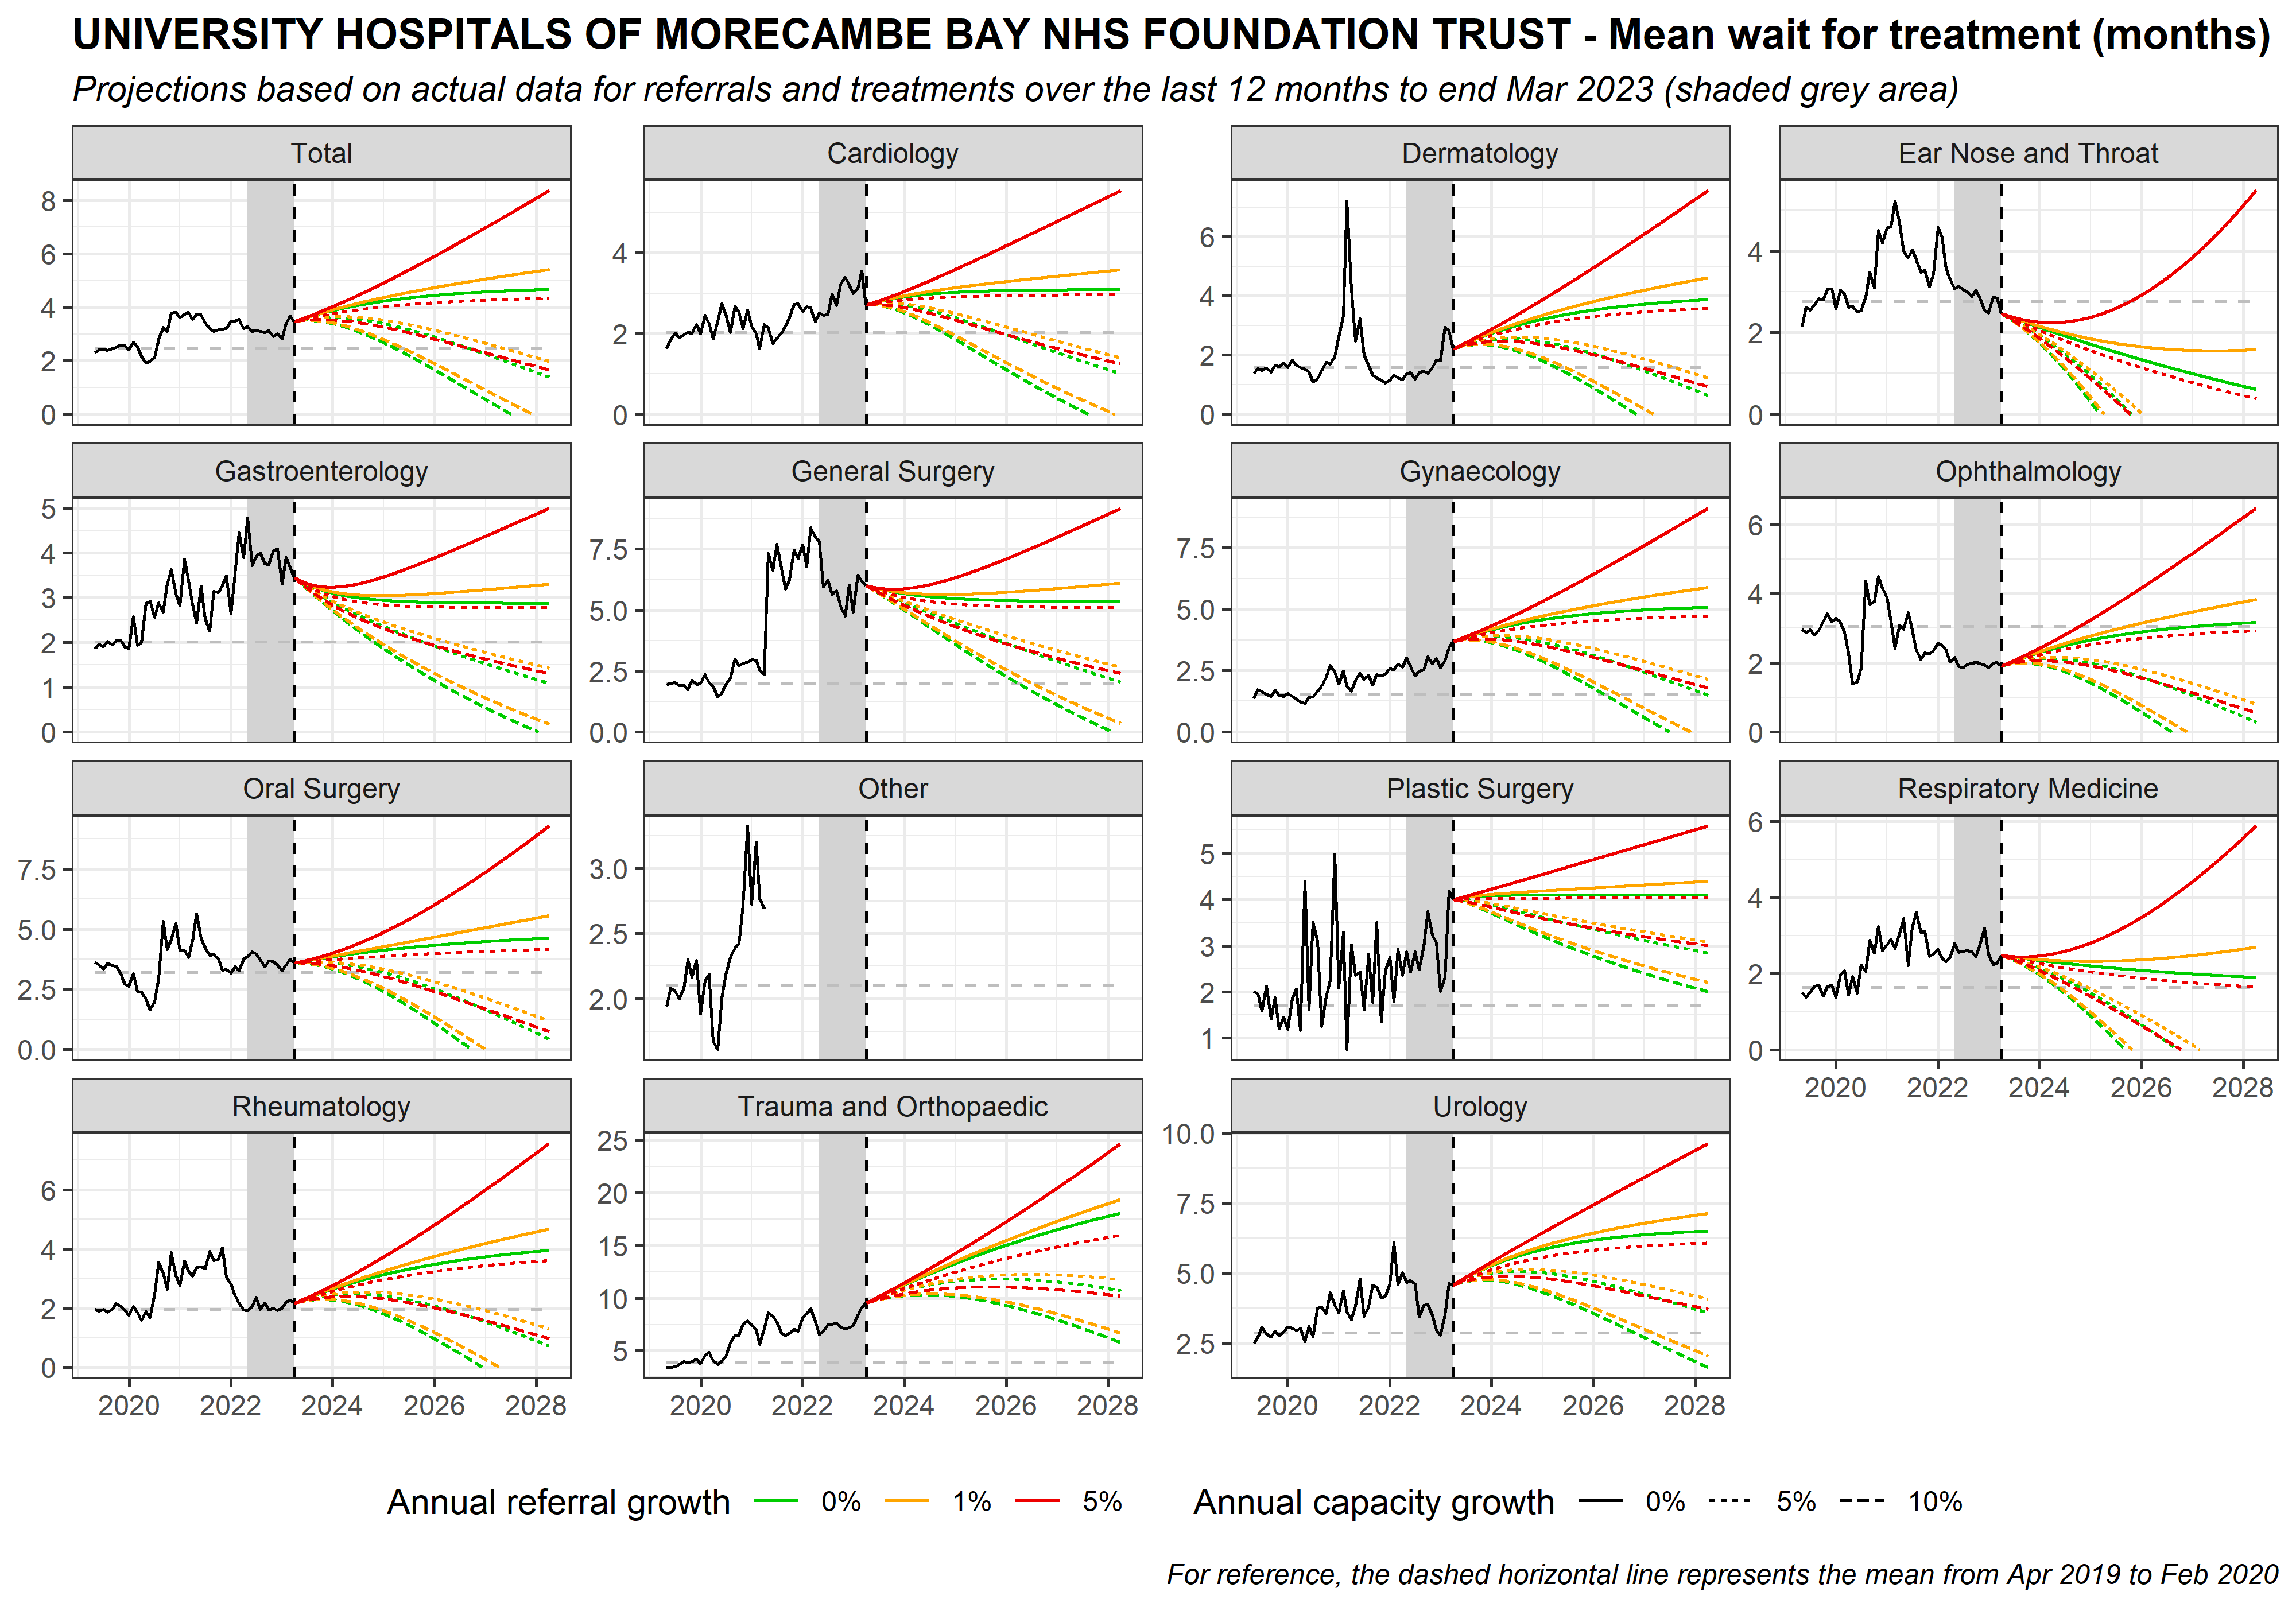 UNIVERSITY HOSPITALS OF MORECAMBE BAY NHS FOUNDATION TRUST - Mean wait for treatment (months)
Projections based on actual data for referrals and treatments over the last 12 months to end Mar 2023 (shaded grey area)
Total
8
6
4
2
0
Cardiology
4
2
0
Dermatology
6
4
2
0
Ear Nose and Throat
4
2
0
Gastroenterology
5
4
3
2
1
0
General Surgery
7.5
5.0
2.5
0.0
Gynaecology
7.5
5.0
2.5
0.0
Ophthalmology
6
4
2
0
Oral Surgery
7.5
5.0
2.5
0.0
Other
3.0
2.5
2.0
Plastic Surgery
5
4
3
2
1
Respiratory Medicine
6
4
2
0
2020 2022 2024 2026 2028
Rheumatology
6
4
2
0
2020 2022 2024 2026 2028
Trauma and Orthopaedic
25
20
15
10
5
2020 2022 2024 2026 2028
Urology
10.0
7.5
5.0
2.5
2020 2022 2024 2026 2028
Annual referral growth 0% 1% 5% Annual capacity growth 0% 5% 10%
For reference, the dashed horizontal line represents the mean from Apr 2019 to Feb 2020